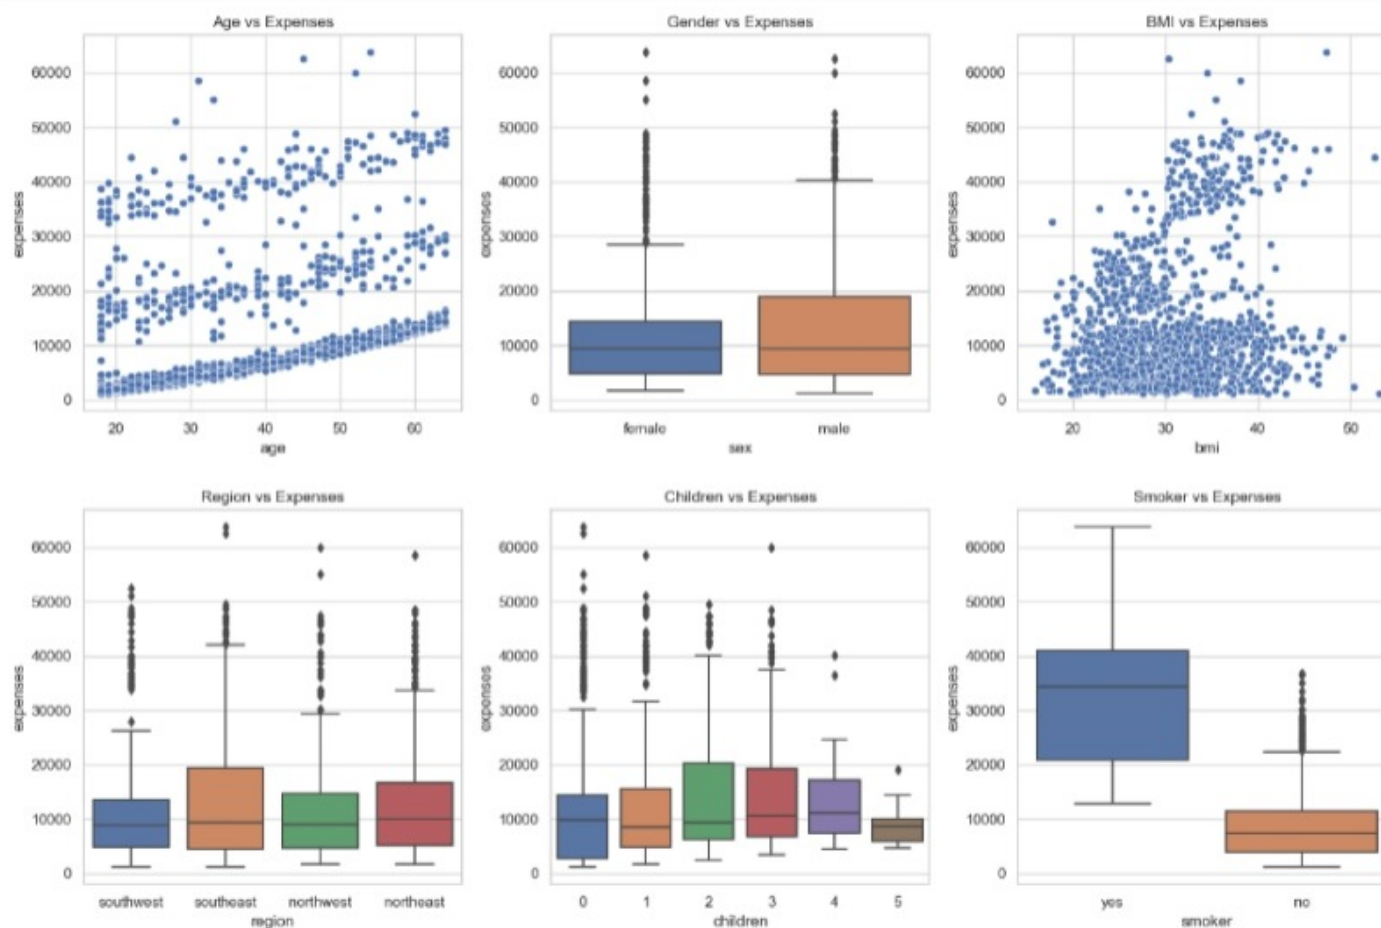 Age vs Expenses
60000
50000
40000
30000
20000
10000
0
expenses
20 30 40 50 60
age
Gender vs Expenses
60000
50000
40000
30000
20000
10000
0
expenses
female male
sex
BMI vs Expenses
60000
50000
40000
30000
20000
10000
0
expenses
20 30 40 50
bmi
Region vs Expenses
60000
50000
40000
30000
20000
10000
0
expenses
southwest southeast northwest northeast
region
Children vs Expenses
60000
50000
40000
30000
20000
10000
0
expenses
0 1 2 3 4 5
children
Smoker vs Expenses
60000
50000
40000
30000
20000
10000
0
expenses
yes no
smoker